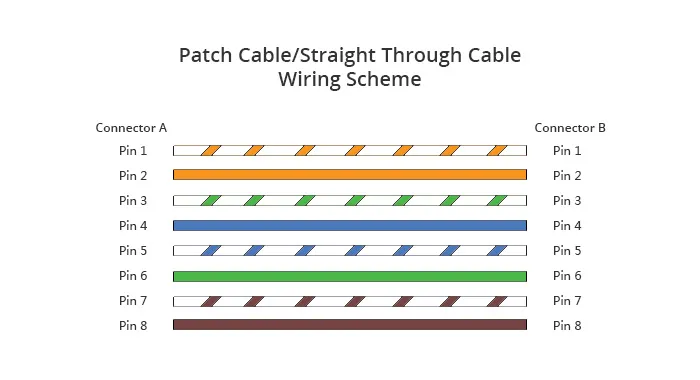 Patch Cable/Straight Through Cable
Wiring Scheme
Connector A Connector B
Pin 1 Pin 1
Pin 2 Pin 2
Pin 3 Pin 3
Pin 4 Pin 4
Pin 5 Pin 5
Pin 6 Pin 6
Pin 7 Pin 7
Pin 8 Pin 8